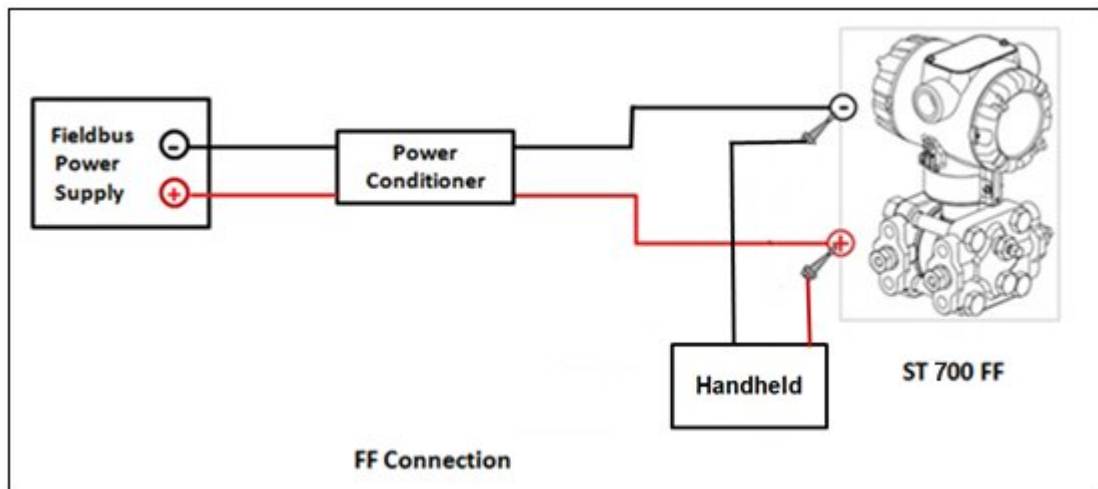 Fieldbus
Power
Supply
-
+
Power
Conditioner
-
+
Handheld
ST 700 FF
FF Connection